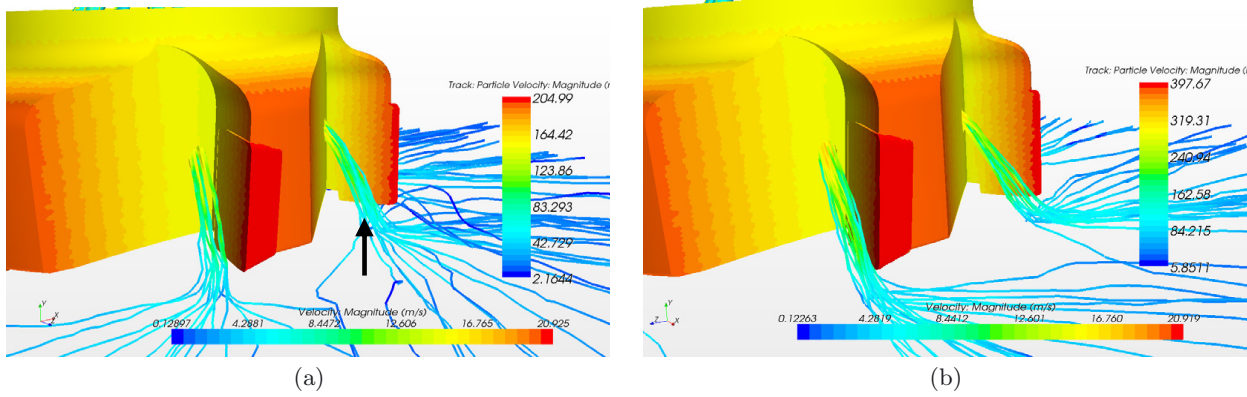 Track: Particle Velocity: Magnitude (
204.99
164.42
123.86
83.293
42.729
2.1644
Velocity: Magnitude (m/s)
0.12897 4.2881 8.4472 12.606 16.765 20.925
Y
X
(a)
Track: Particle Velocity: Magnitude (
397.67
319.31
240.94
162.58
84.215
5.8511
Velocity: Magnitude (m/s)
0.12263 4.2819 8.4412 12.601 16.760 20.919
Y
Z X
(b)